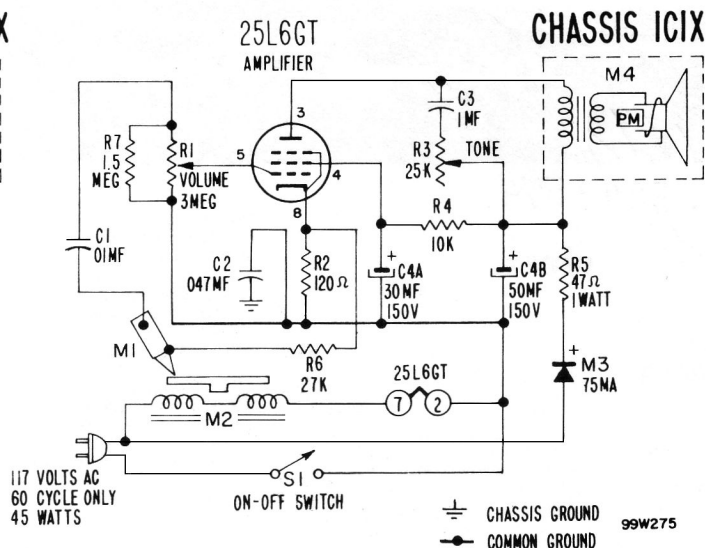 X
25L6GT
AMPLIFIER
CHASSIS 1C1X
M4
PM
3
5
4
8
C3
1MF
R7
1.5
MEG
R1
VOLUME
3MEG
R3
25K
TONE
R4
10K
C1
01MF
C2
047MF
R2
120Ω
+
C4A
30MF
150V
+
C4B
50MF
150V
R5
47Ω
1WATT
M1
R6
27K
+
M3
75MA
M2
25L6GT
7
2
S1
ON-OFF SWITCH
117 VOLTS AC
60 CYCLE ONLY
45 WATTS
CHASSIS GROUND
COMMON GROUND
99W275